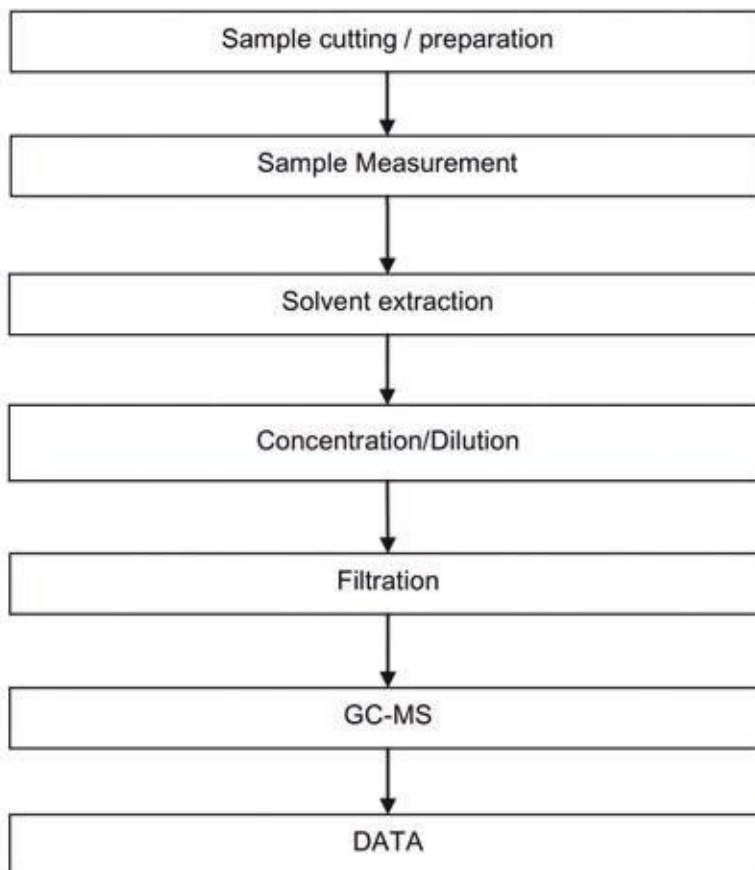 Sample cutting / preparation
Sample Measurement
Solvent extraction
Concentration/Dilution
Filtration
GC-MS
DATA